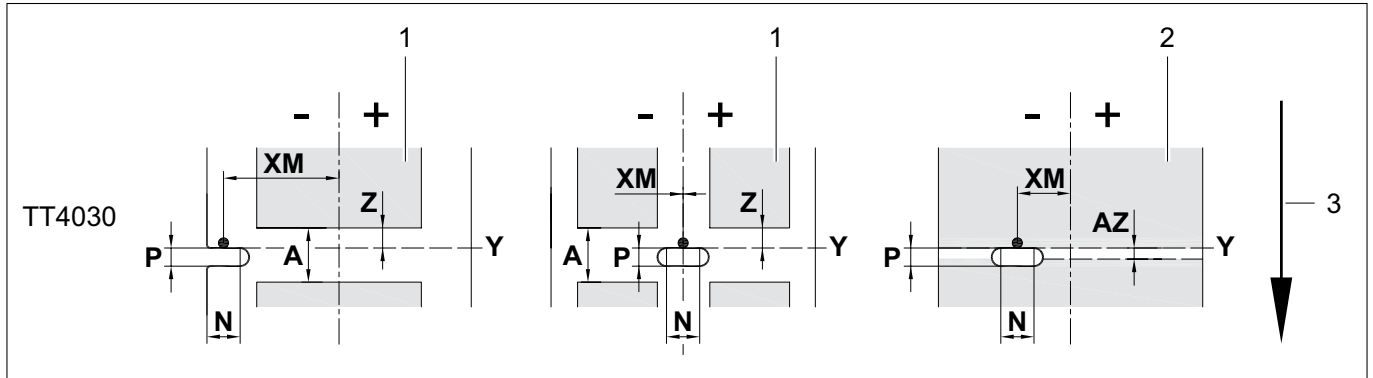 1 1 2
- + - + - +
XM XM XM
Z Z AZ
TT4030 P A Y A P Y P Y 3
N N N